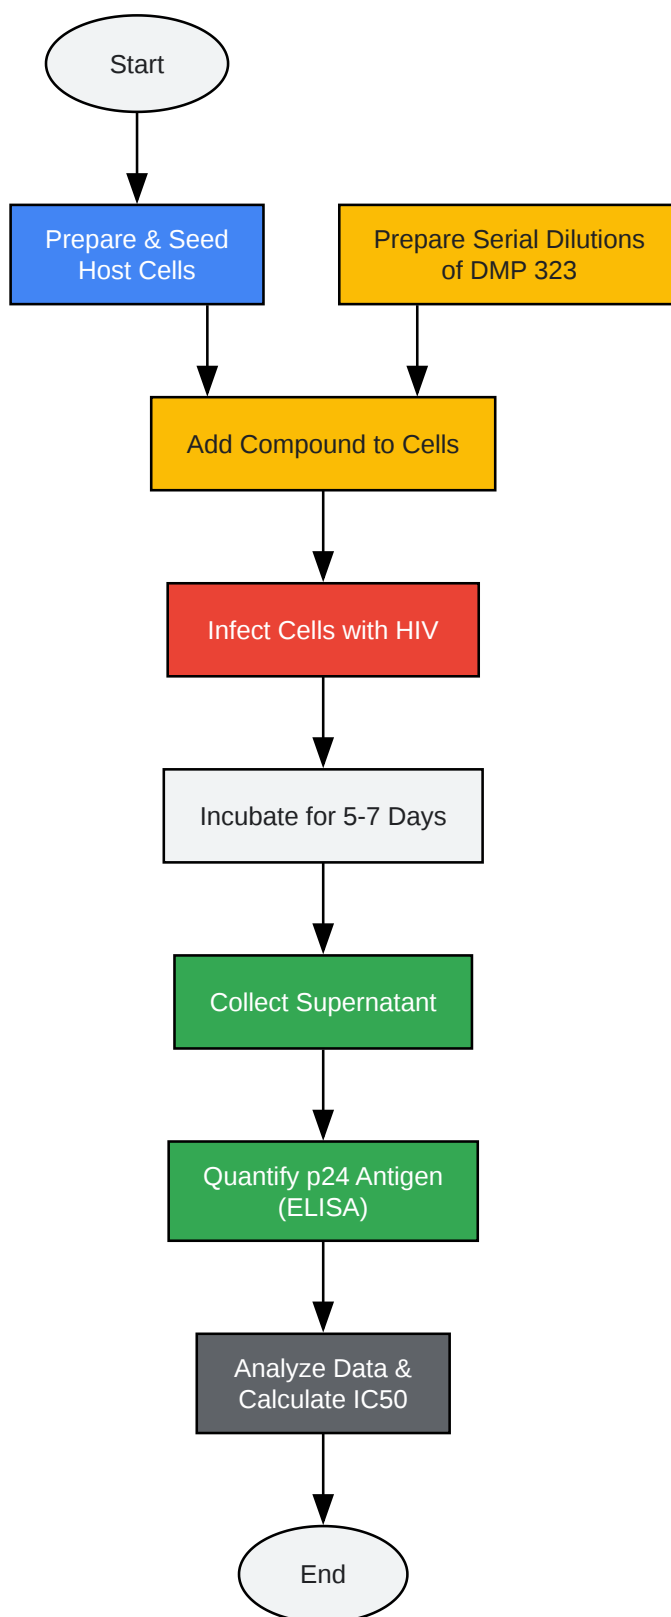 Start
Prepare & Seed
Host Cells
Prepare Serial Dilutions
of DMP 323
Add Compound to Cells
Infect Cells with HIV
Incubate for 5-7 Days
Collect Supernatant
Quantify p24 Antigen
(ELISA)
Analyze Data &
Calculate IC50
End